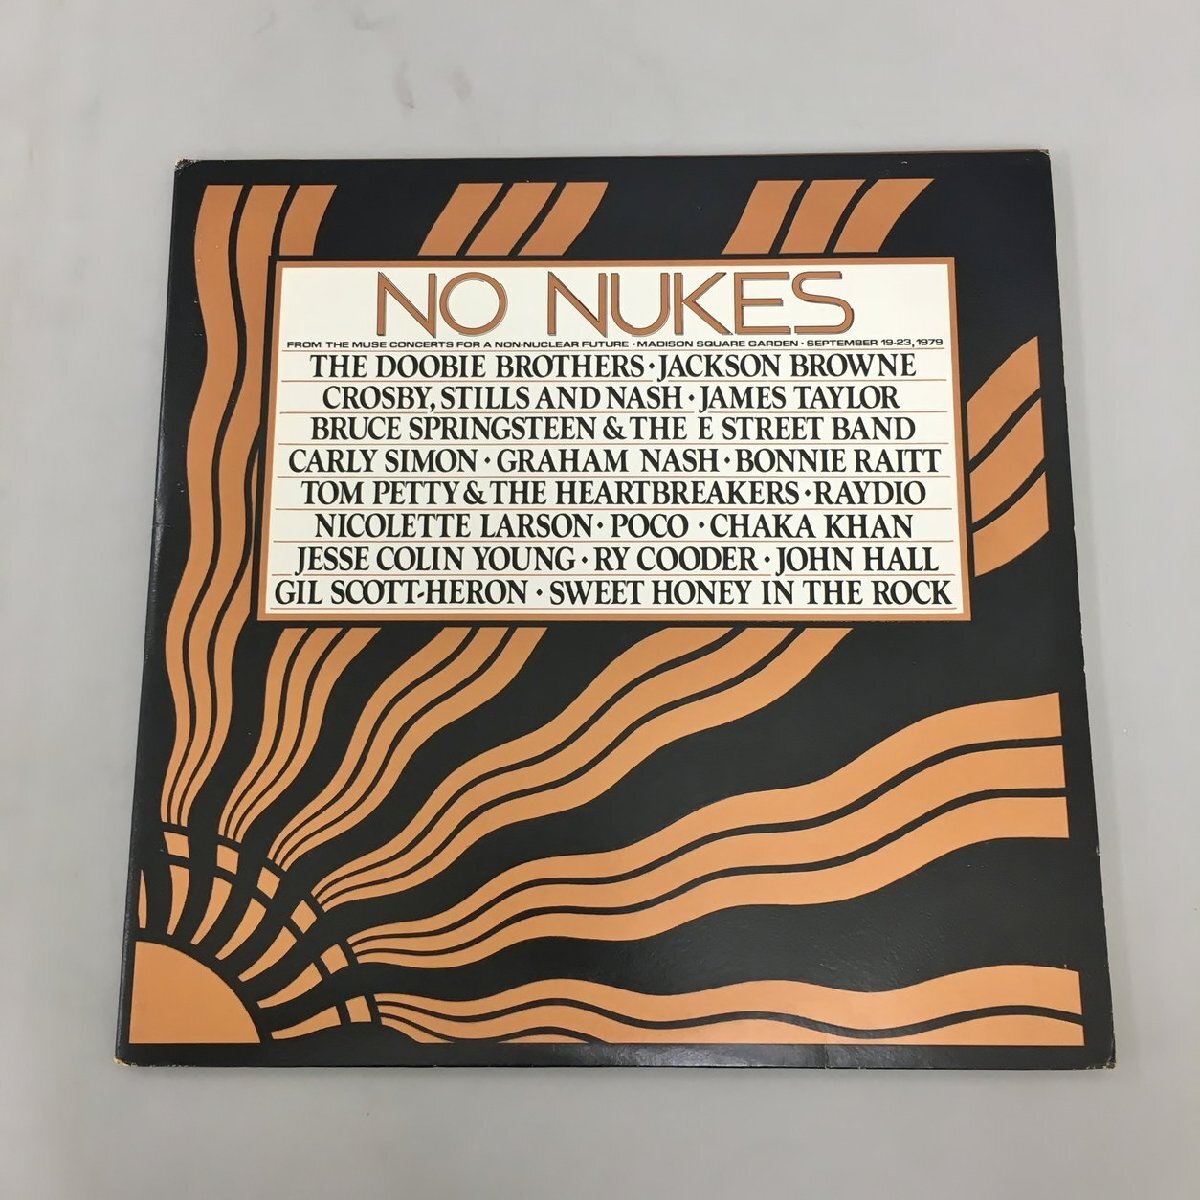 NO NUKES
FROM THE MUSE CONCERTS FOR A NON-NUCLEAR FUTURE · MADISON SQUARE GARDEN · SEPTEMBER 19-23, 1979
THE DOOBIE BROTHERS · JACKSON BROWNE
CROSBY, STILLS AND NASH · JAMES TAYLOR
BRUCE SPRINGSTEEN & THE E STREET BAND
CARLY SIMON · GRAHAM NASH · BONNIE RAITT
TOM PETTY & THE HEARTBREAKERS · RAYDIO
NICOLETTE LARSON · POCO · CHAKA KHAN
JESSE COLIN YOUNG · RY COODER · JOHN HALL
GIL SCOTT-HERON · SWEET HONEY IN THE ROCK